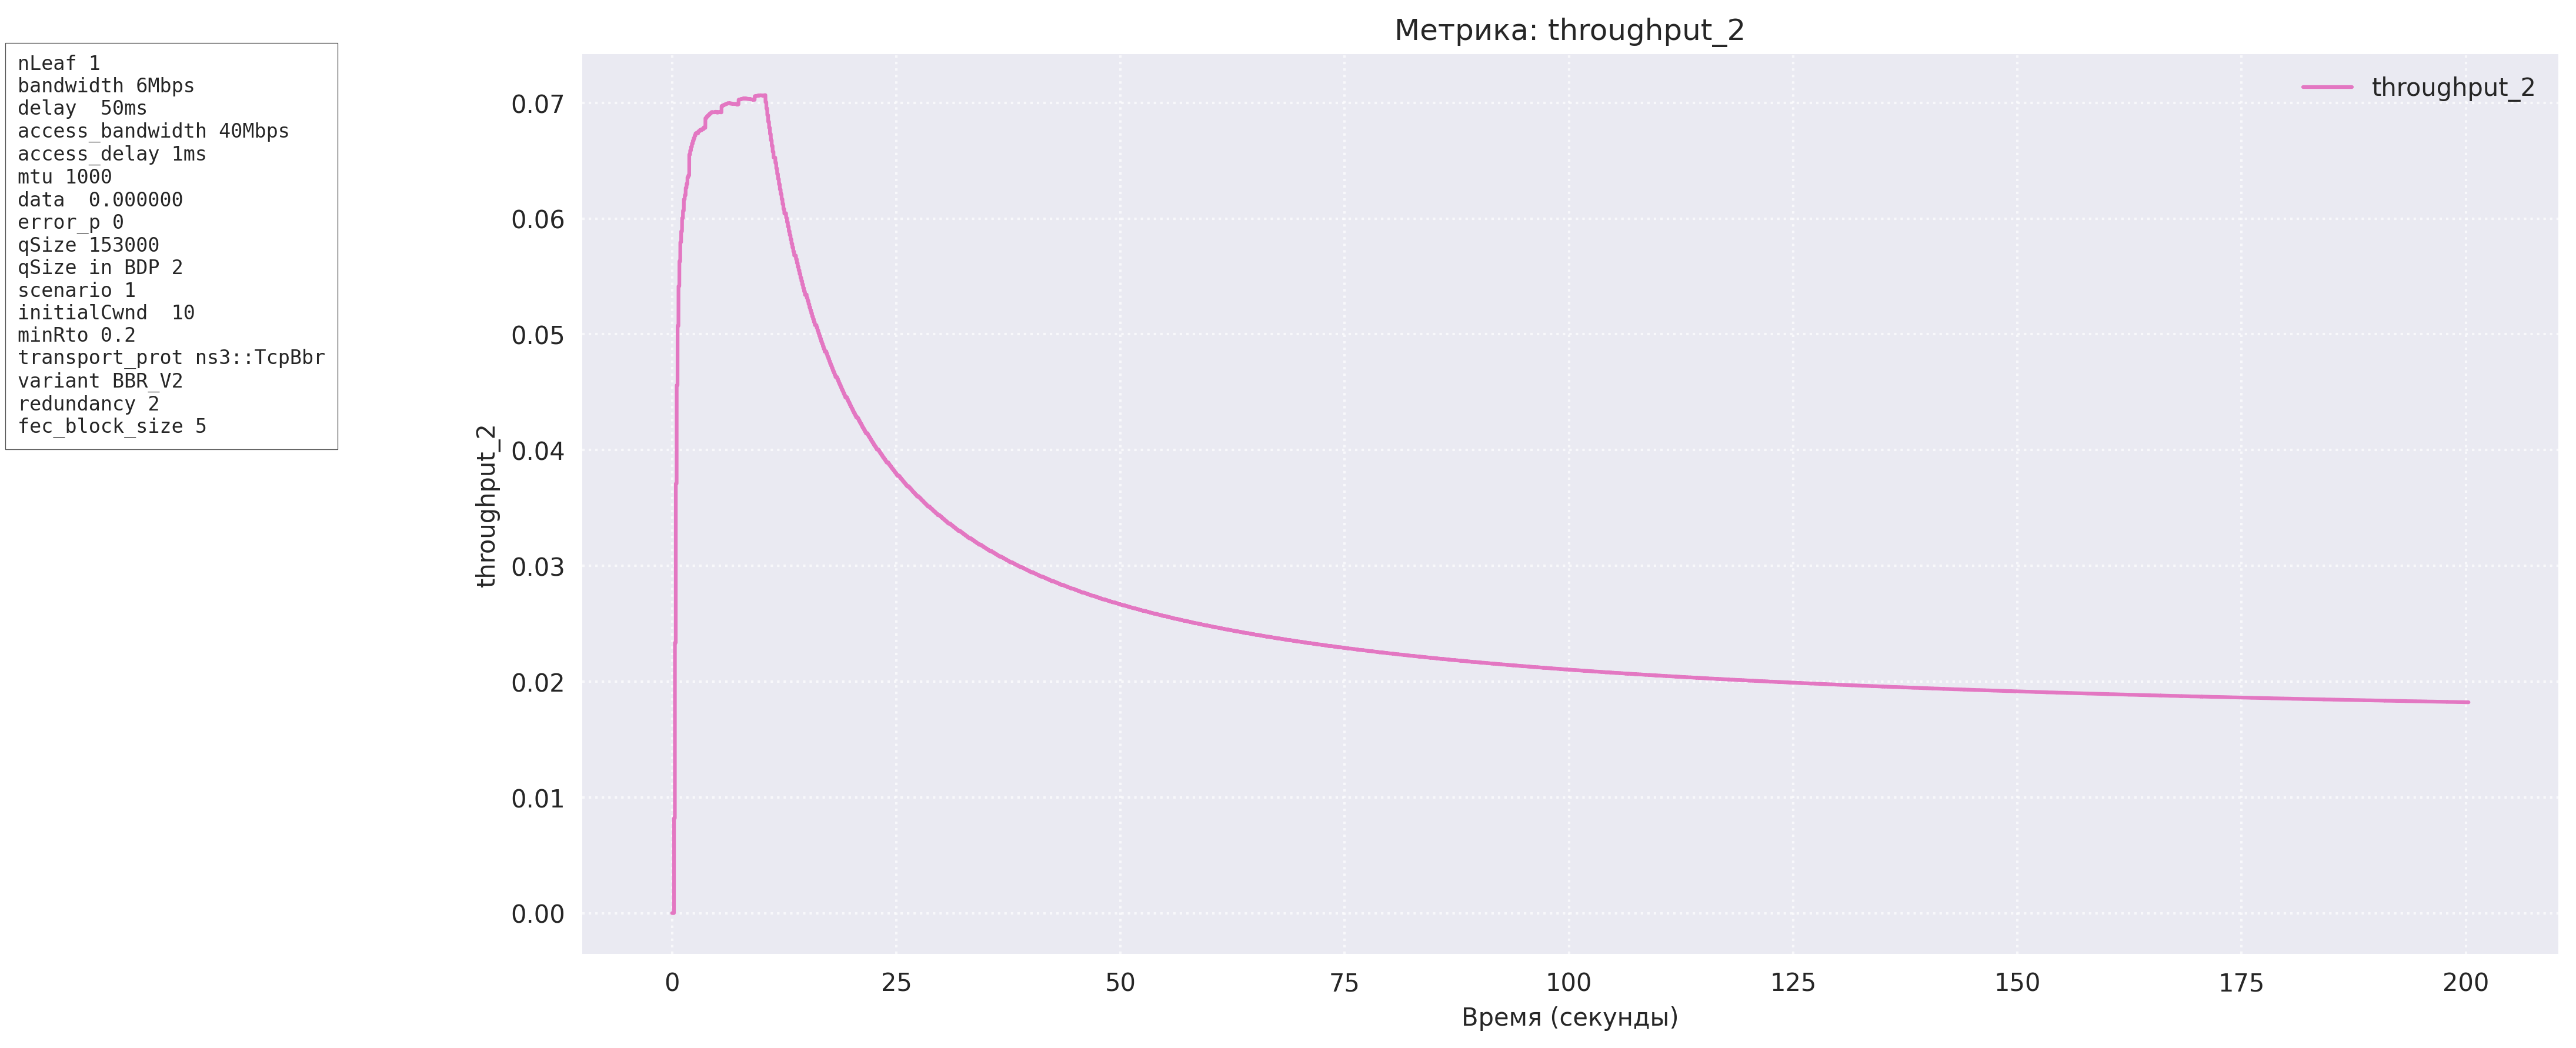 Метрика: throughput_2
nLeaf 1
bandwidth 6Mbps
delay  50ms
access_bandwidth 40Mbps
access_delay 1ms
mtu 1000
data  0.000000
error_p 0
qSize 153000
qSize in BDP 2
scenario 1
initialCwnd  10
minRto 0.2
transport_prot ns3::TcpBbr
variant BBR_V2
redundancy 2
fec_block_size 5
throughput_2
throughput_2
0.07
0.06
0.05
0.04
0.03
0.02
0.01
0.00
0
25
50
75
100
125
150
175
200
Время (секунды)